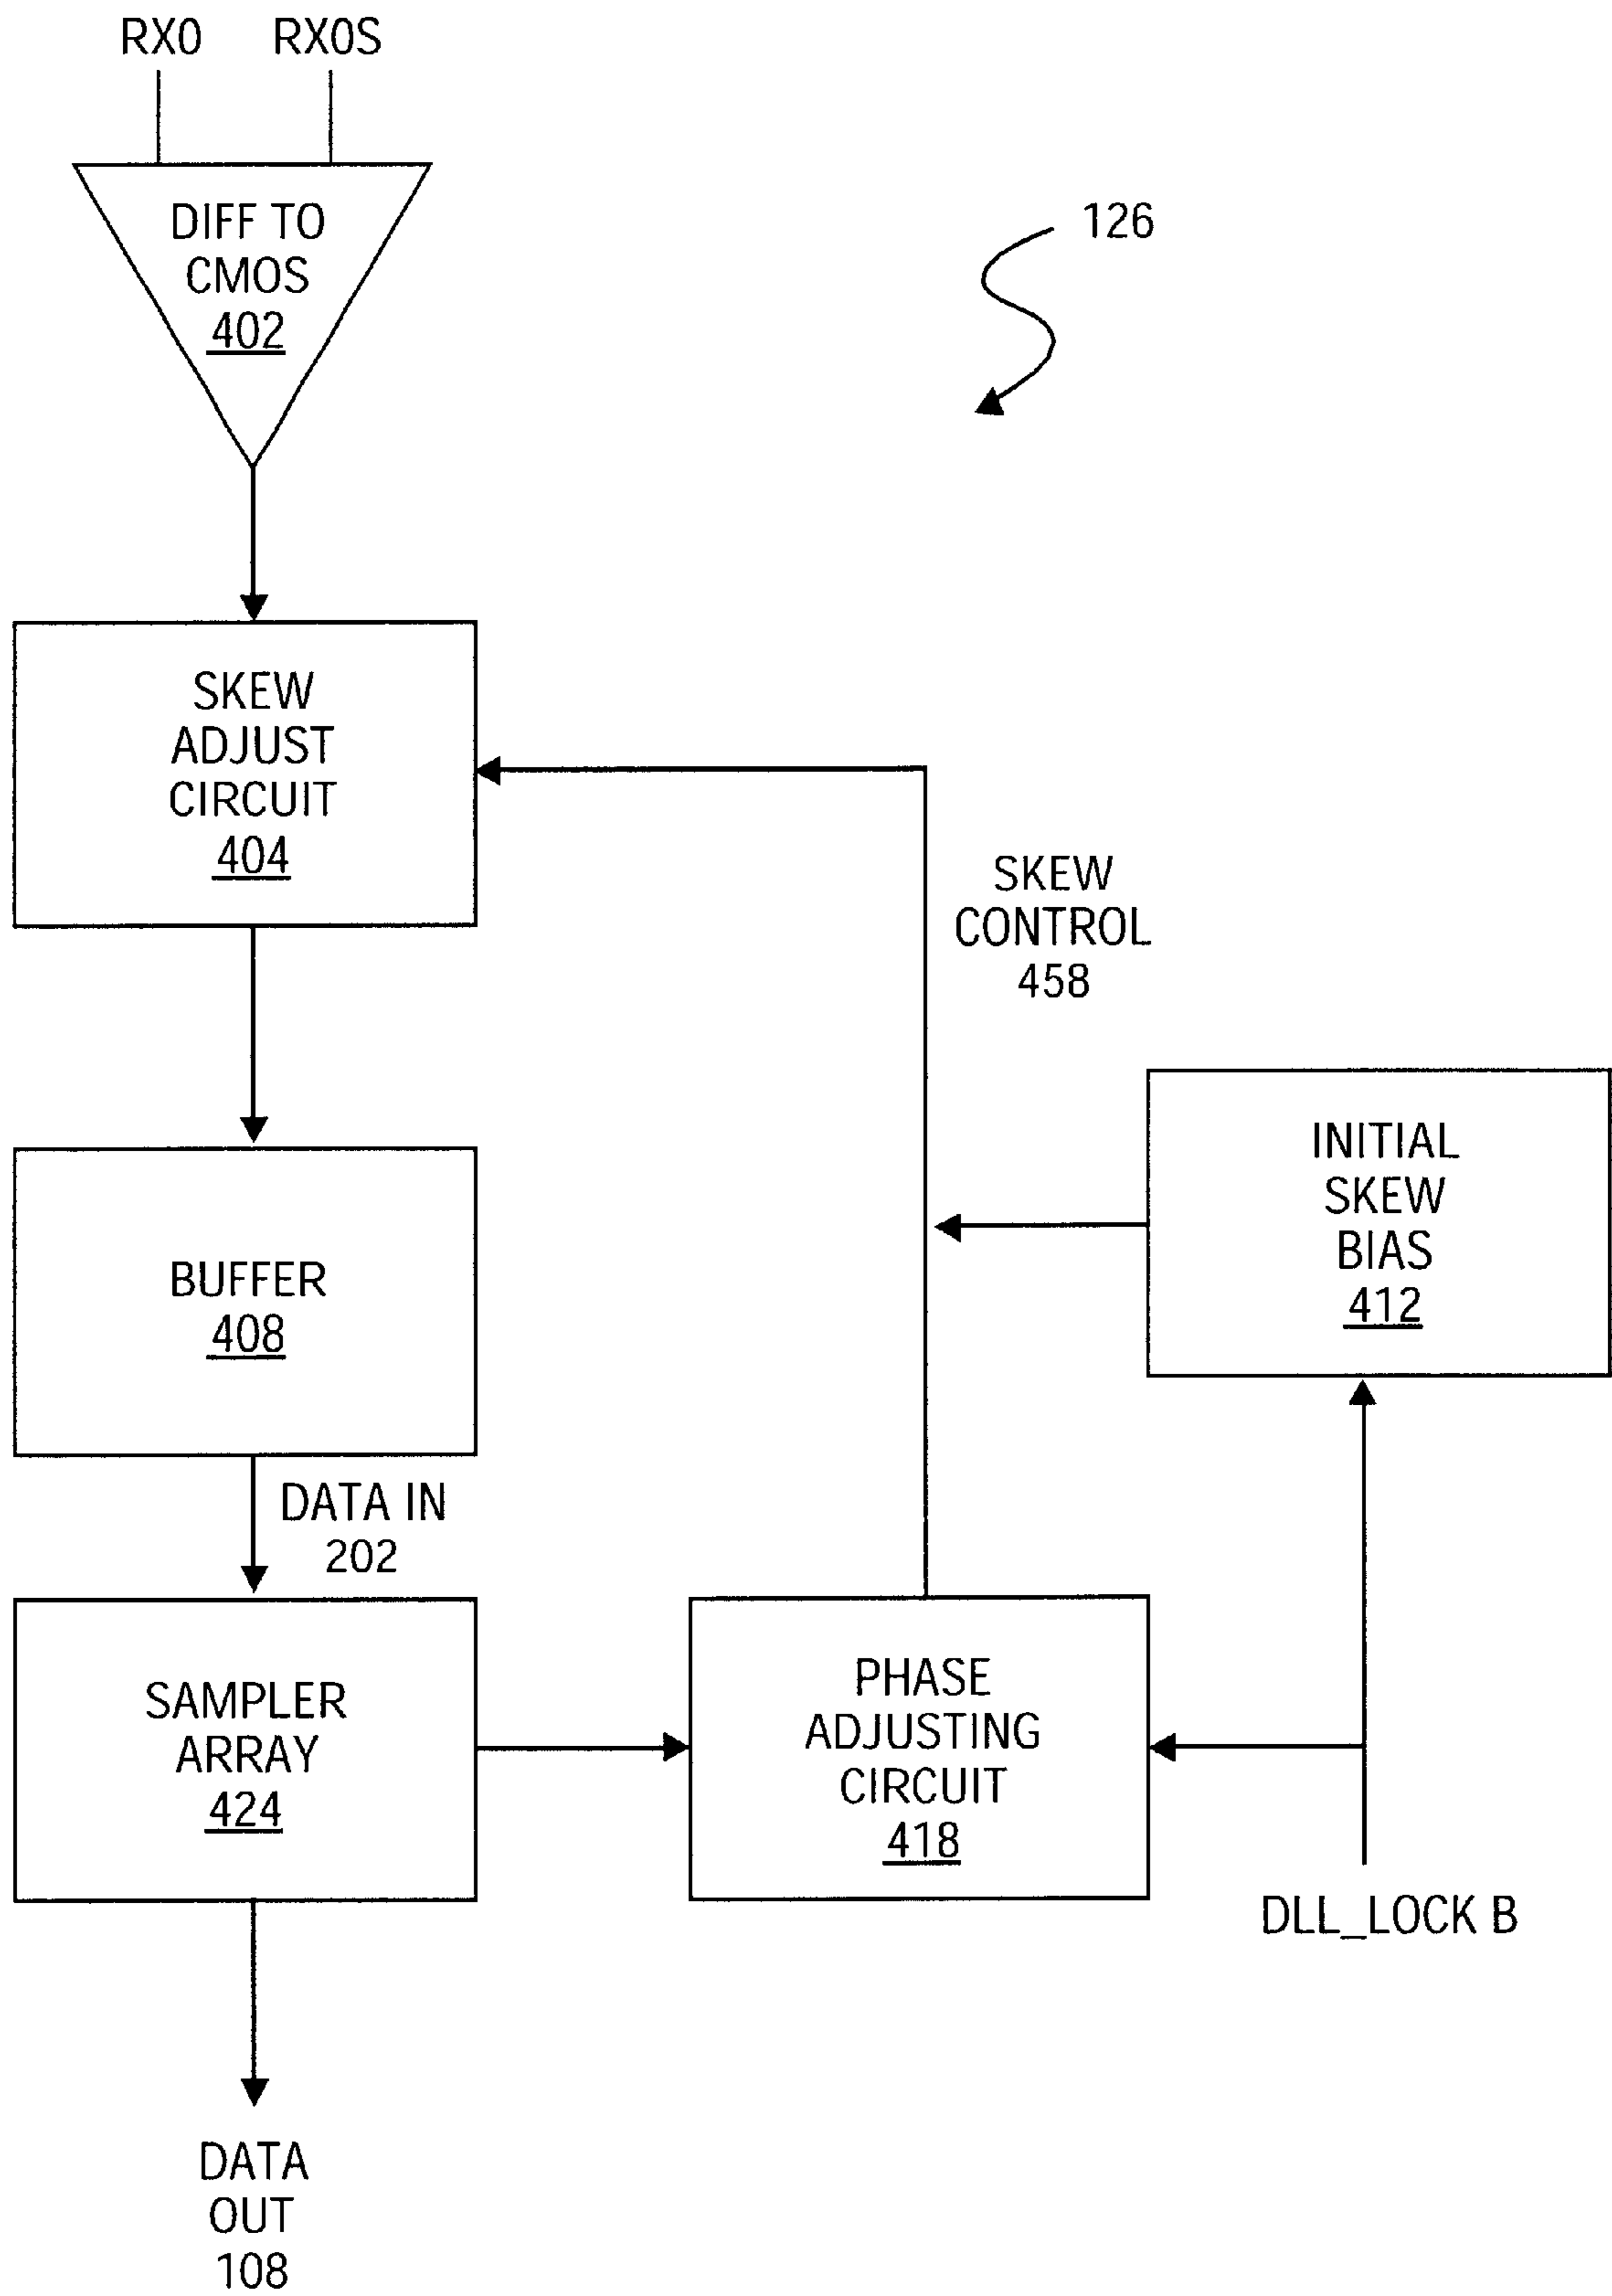 RX0 RX0S
DIFF TO
CMOS
402
126
SKEW
ADJUST
CIRCUIT
404
SKEW
CONTROL
458
INITIAL
SKEW
BIAS
412
BUFFER
408
DATA IN
202
SAMPLER
ARRAY
424
PHASE
ADJUSTING
CIRCUIT
418
DLL_LOCK B
DATA
OUT
108